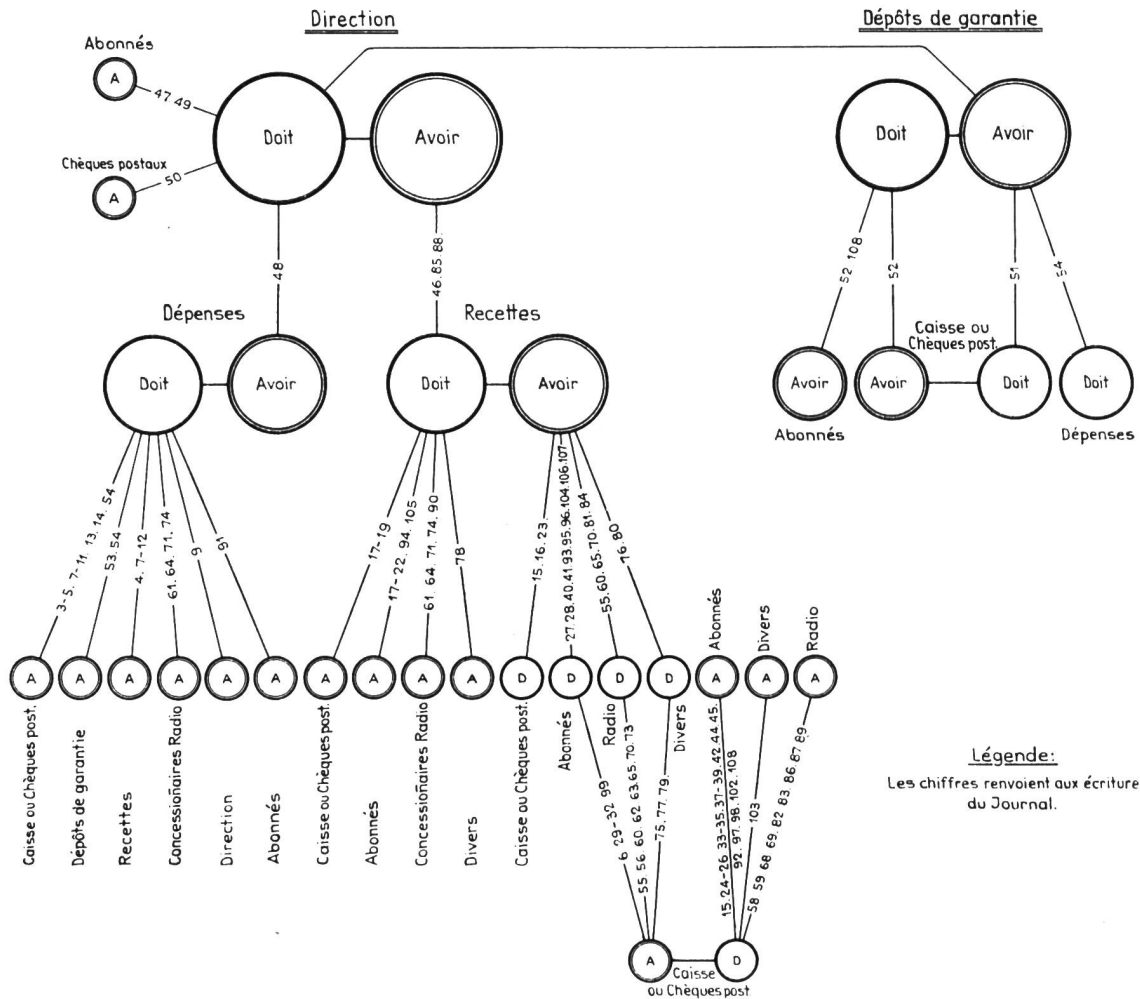 Direction
Dépôts de garantie
Abonnés
A
47.49
Doit
Avoir
Doit
Avoir
Chèques postaux
A
50
48
46.85.88.
52.108
52
51
54
Dépenses
Recettes
Caisse ou
Chèques post.
Doit
Avoir
Doit
Avoir
Avoir
Avoir
Doit
Doit
Abonnés
Dépenses
3-5. 7-11. 13. 14. 54
53.54
4. 7-12
61. 64. 71. 74
9
91
17-19
17-22. 94. 105
61. 64. 71. 74. 90
78
15. 16. 23.
27.28.40.41.93.95.96.104.106.107
55.60.65.70.81.84
76.80
Abonnés
Divers
Radio
A
A
A
A
A
A
A
A
A
A
D
D
D
D
A
A
A
Caisse ou Chèques post.
Dépôts de garantie
Recettes
Concessioñaires Radio
Direction
Abonnés
Caisse ou Chèques post.
Abonnés
Concessioñaires Radio
Divers
Caisse ou Chèques post.
Abonnés
Radio
Divers
6 29-32 99
55. 56 60. 62 63.65.70.73
75. 77. 79.
15.24-26 33-35.37-39.42.44.45.
92. 97. 98. 102. 108
103
58 59 68 69. 82 83. 86. 87 89
Légende:
Les chiffres renvoient aux écriture
du Journal.
A
D
Caisse
ou Chèques post